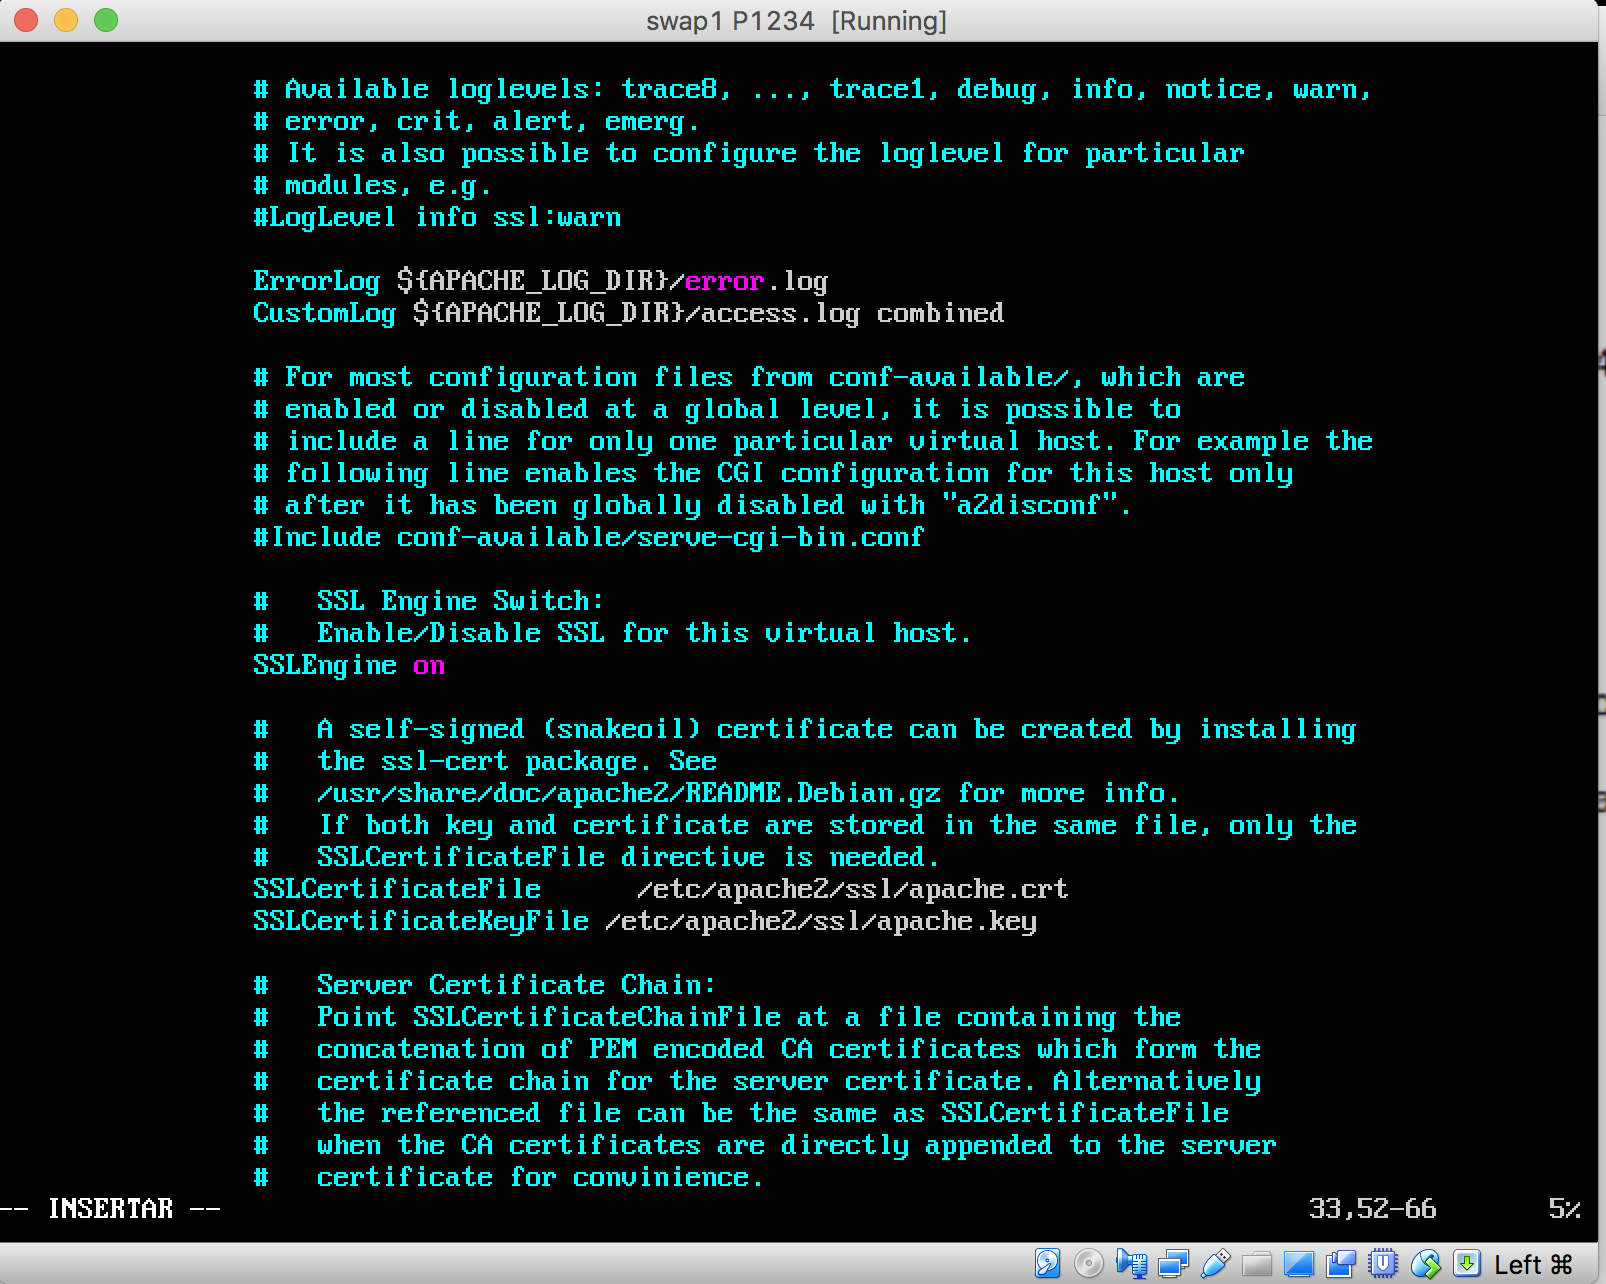 swap1 P1234 [Running]
# Available loglevels: trace8, ..., trace1, debug, info, notice, warn,
# error, crit, alert, emerg.
# It is also possible to configure the loglevel for particular
# modules, e.g.
#LogLevel info ssl:warn
ErrorLog ${APACHE_LOG_DIR}/error.log
CustomLog ${APACHE_LOG_DIR}/access.log combined
# For most configuration files from conf-available/, which are
# enabled or disabled at a global level, it is possible to
# include a line for only one particular virtual host. For example the
# following line enables the CGI configuration for this host only
# after it has been globally disabled with "a2disconf".
#Include conf-available/serve-cgi-bin.conf
#   SSL Engine Switch:
#   Enable/Disable SSL for this virtual host.
SSLEngine on
#   A self-signed (snakeoil) certificate can be created by installing
#   the ssl-cert package. See
#   /usr/share/doc/apache2/README.Debian.gz for more info.
#   If both key and certificate are stored in the same file, only the
#   SSLCertificateFile directive is needed.
SSLCertificateFile      /etc/apache2/ssl/apache.crt
SSLCertificateKeyFile /etc/apache2/ssl/apache.key
#   Server Certificate Chain:
#   Point SSLCertificateChainFile at a file containing the
#   concatenation of PEM encoded CA certificates which form the
#   certificate chain for the server certificate. Alternatively
#   the referenced file can be the same as SSLCertificateFile
#   when the CA certificates are directly appended to the server
#   certificate for convinience.
-- INSERTAR --                33,52-66       5%
Left ⌘